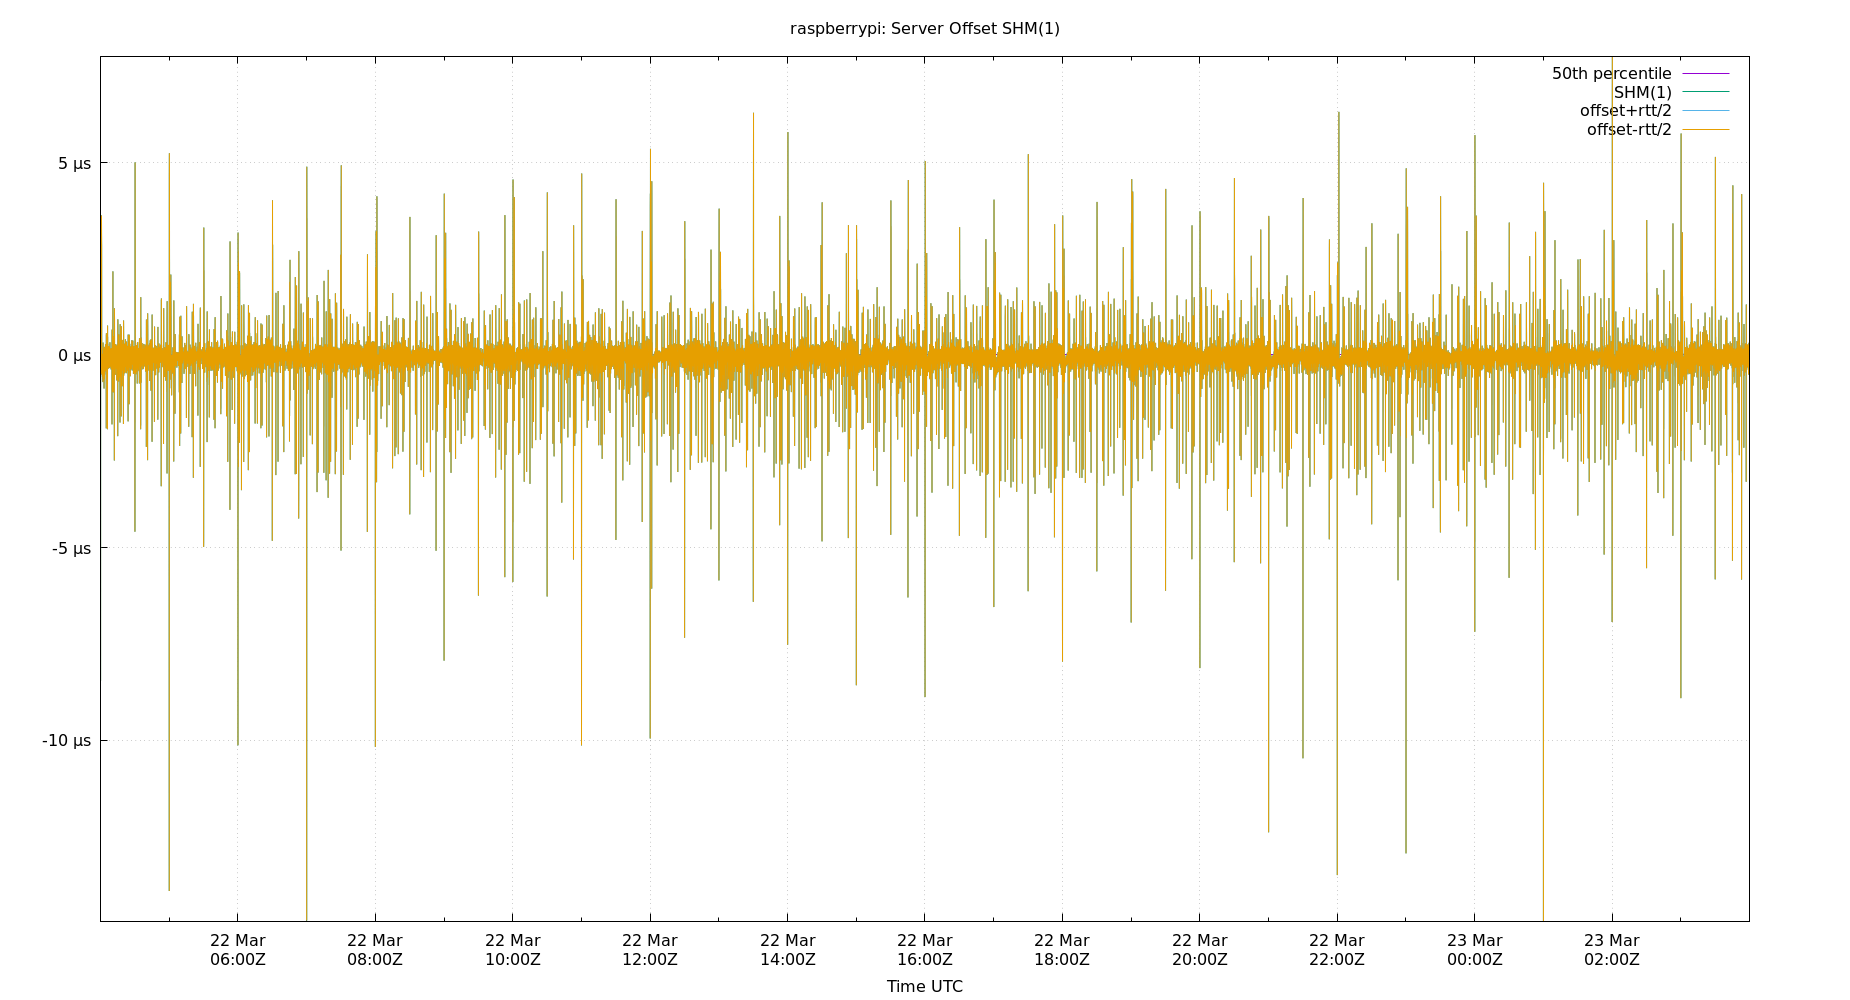 raspberrypi: Server Offset SHM(1)
50th percentile
SHM(1)
offset+rtt/2
offset-rtt/2
5 µs
0 µs
-5 µs
-10 µs
22 Mar 22 Mar 22 Mar 22 Mar 22 Mar 22 Mar 22 Mar 22 Mar 22 Mar 23 Mar 23 Mar
06:00Z 08:00Z 10:00Z 12:00Z 14:00Z 16:00Z 18:00Z 20:00Z 22:00Z 00:00Z 02:00Z
Time UTC